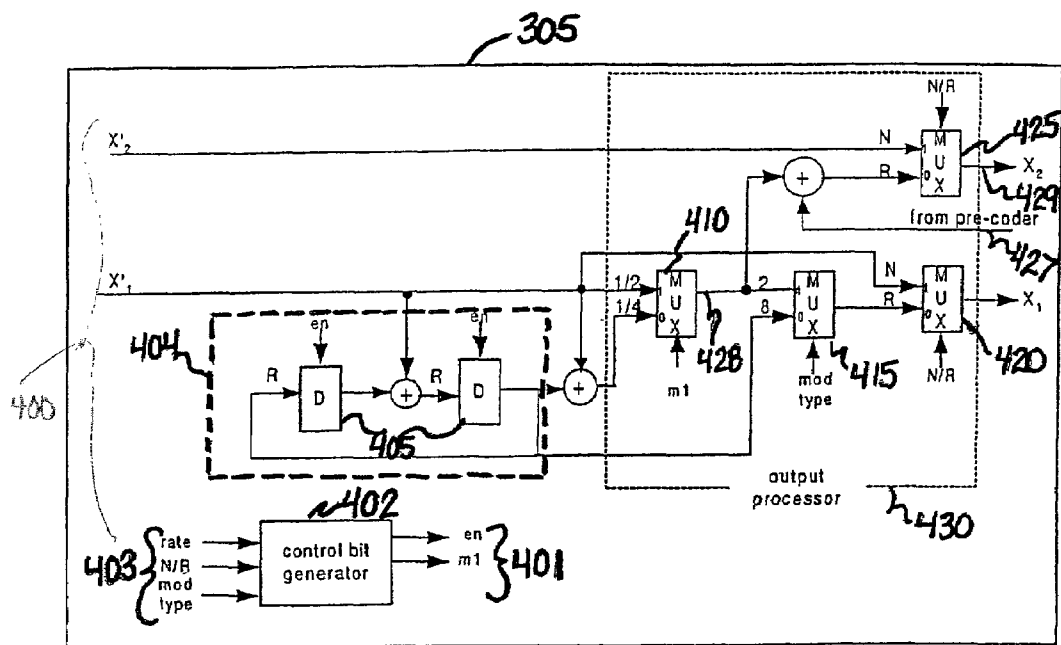 305
N/R
X'2
N
M
U
X
1
0
425
X2
429
R
+
from pre-coder
427
410
X'1
1/2
1/4
M
U
X
1
0
428
m1
2
8
M
U
X
1
0
415
mod
type
N
R
M
U
X
1
0
X1
420
N/R
400
404
en
en
R
D
+
R
D
+
405
output
processor
430
402
403
rate
N/R
mod
type
control bit
generator
en
m1
401